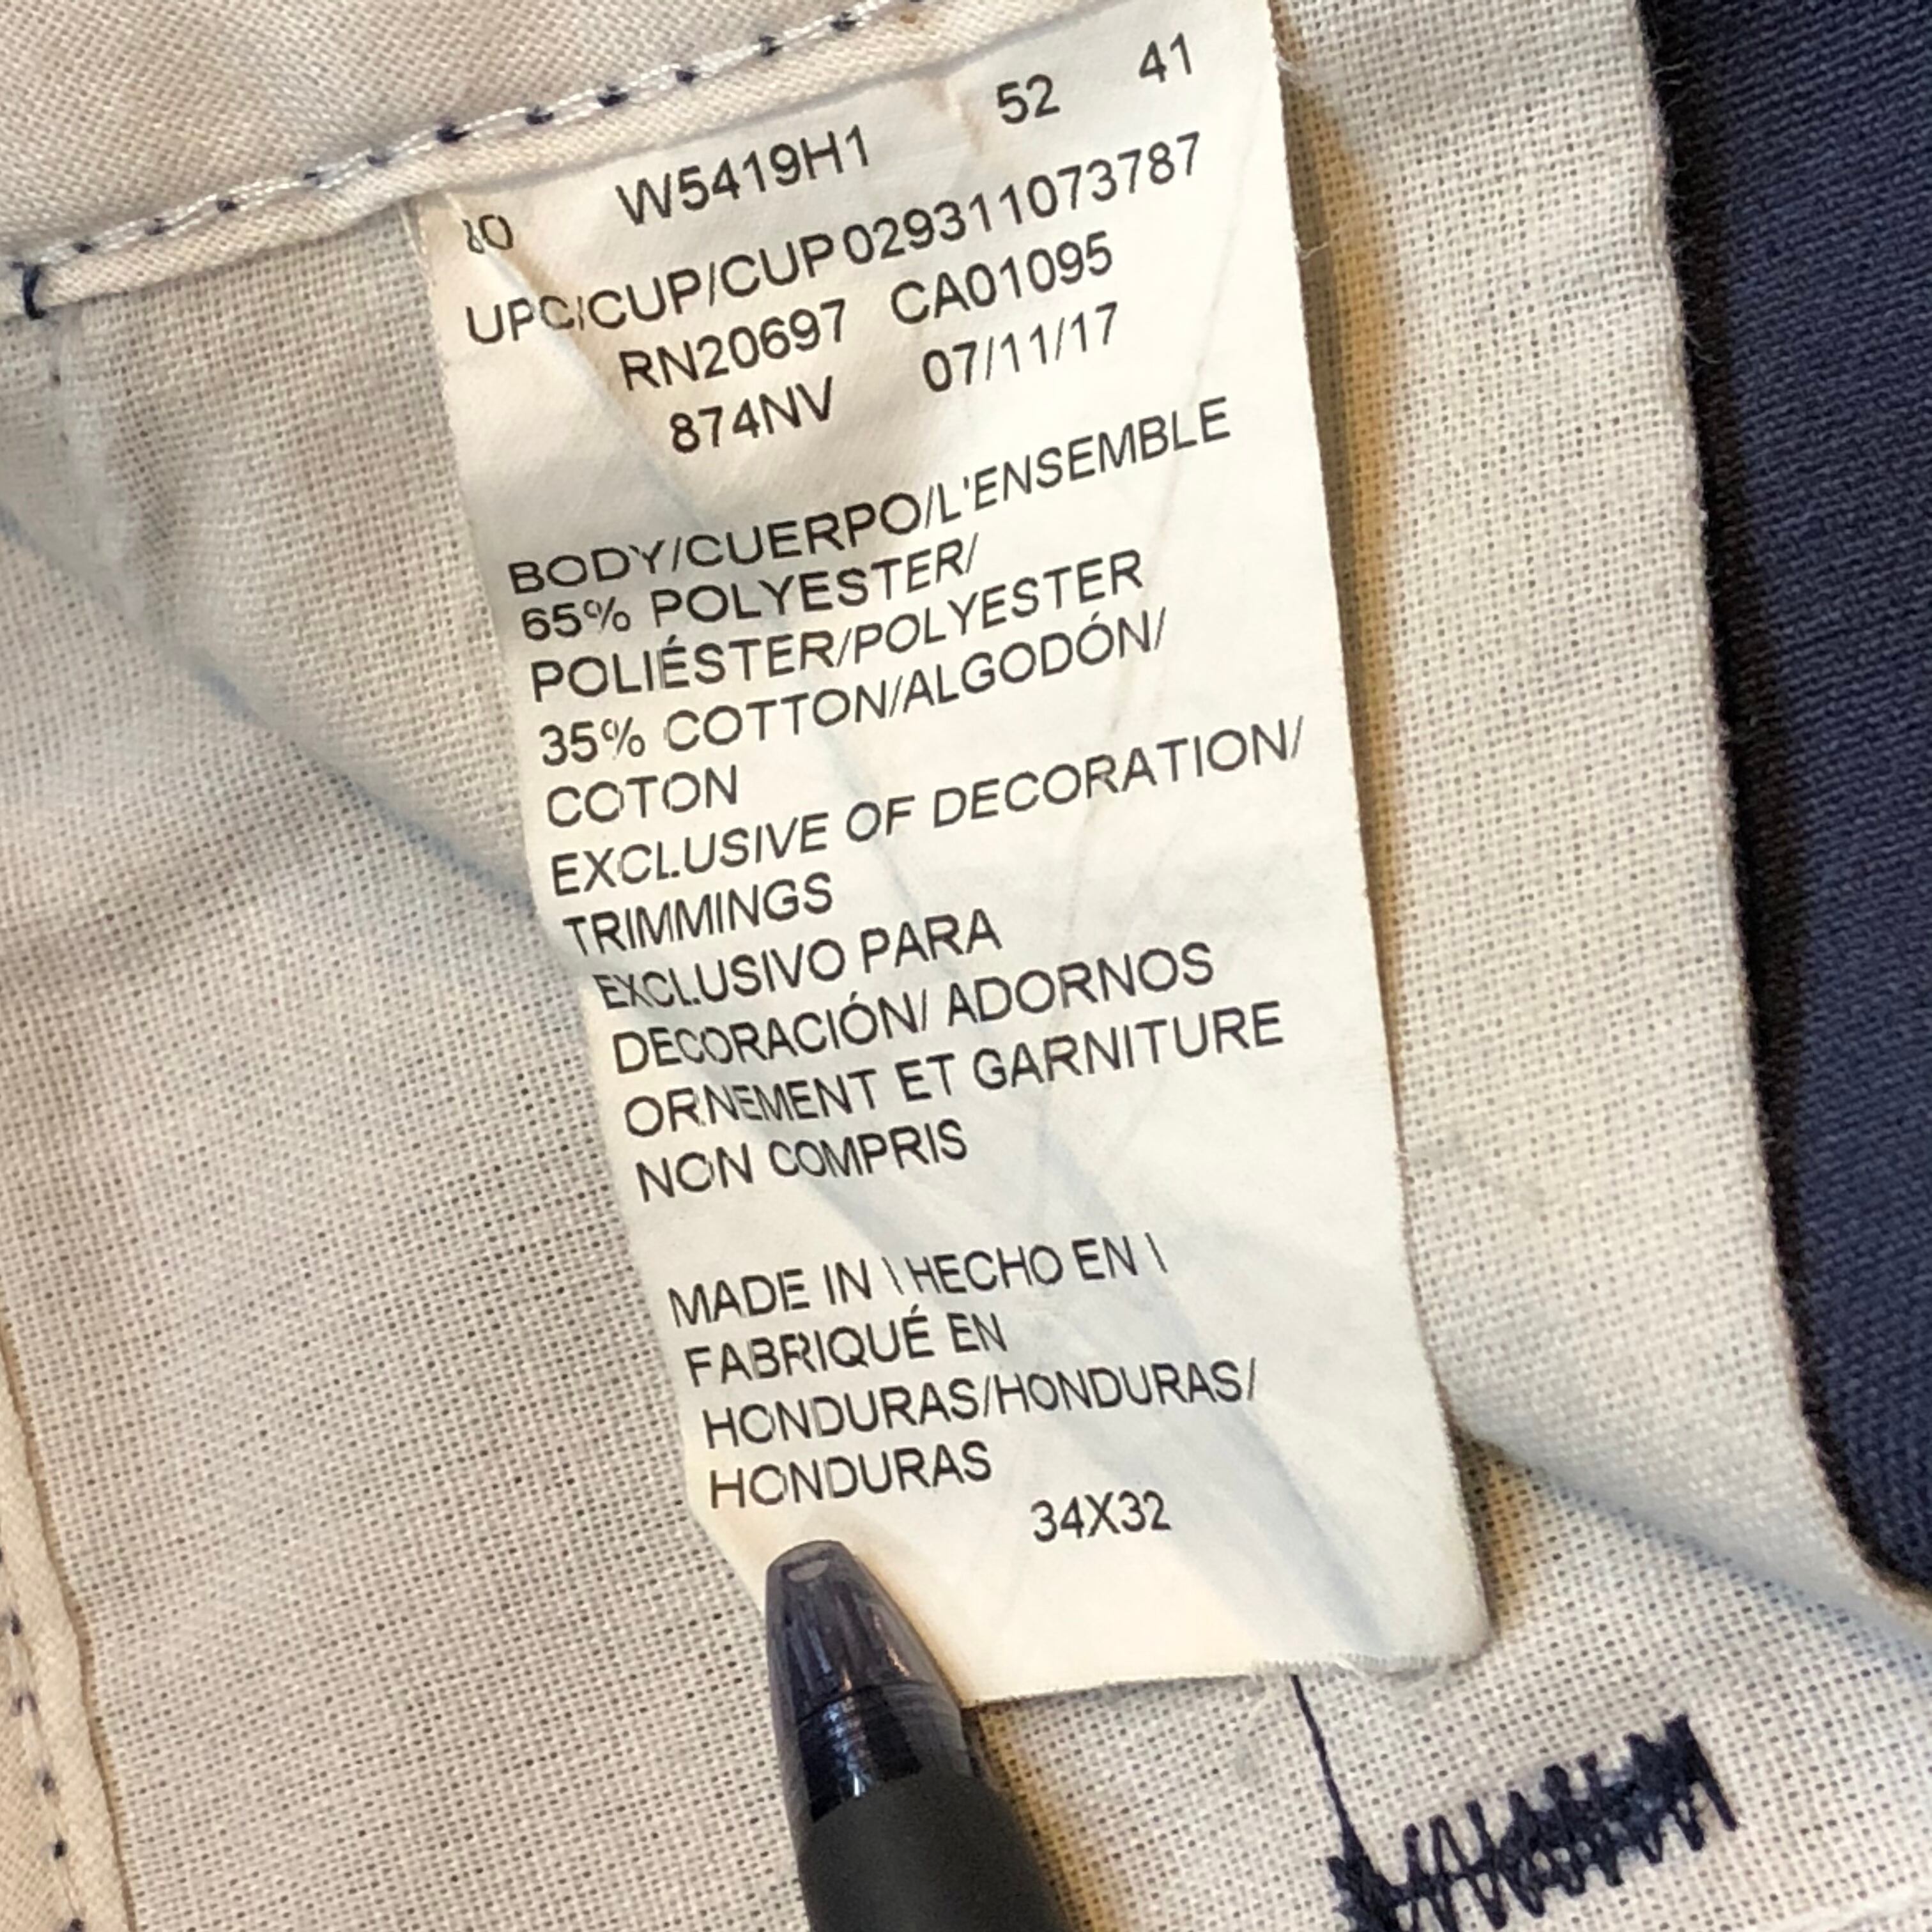 W5419H1 52 41
UPC/CUP/CUP 029311073787
RN20697 CA01095
874NV 07/11/17
BODY/CUERPO/L'ENSEMBLE
65% POLYESTER/
POLIÉSTER/POLYESTER
35% COTTON/ALGODÓN/
COTON
EXCLUSIVE OF DECORATION/
TRIMMINGS
EXCLUSIVO PARA
DECORACIÓN/ ADORNOS
ORNEMENT ET GARNITURE
NON COMPRIS
MADE IN \ HECHO EN \
FABRIQUÉ EN
HONDURAS/HONDURAS/
HONDURAS
34X32